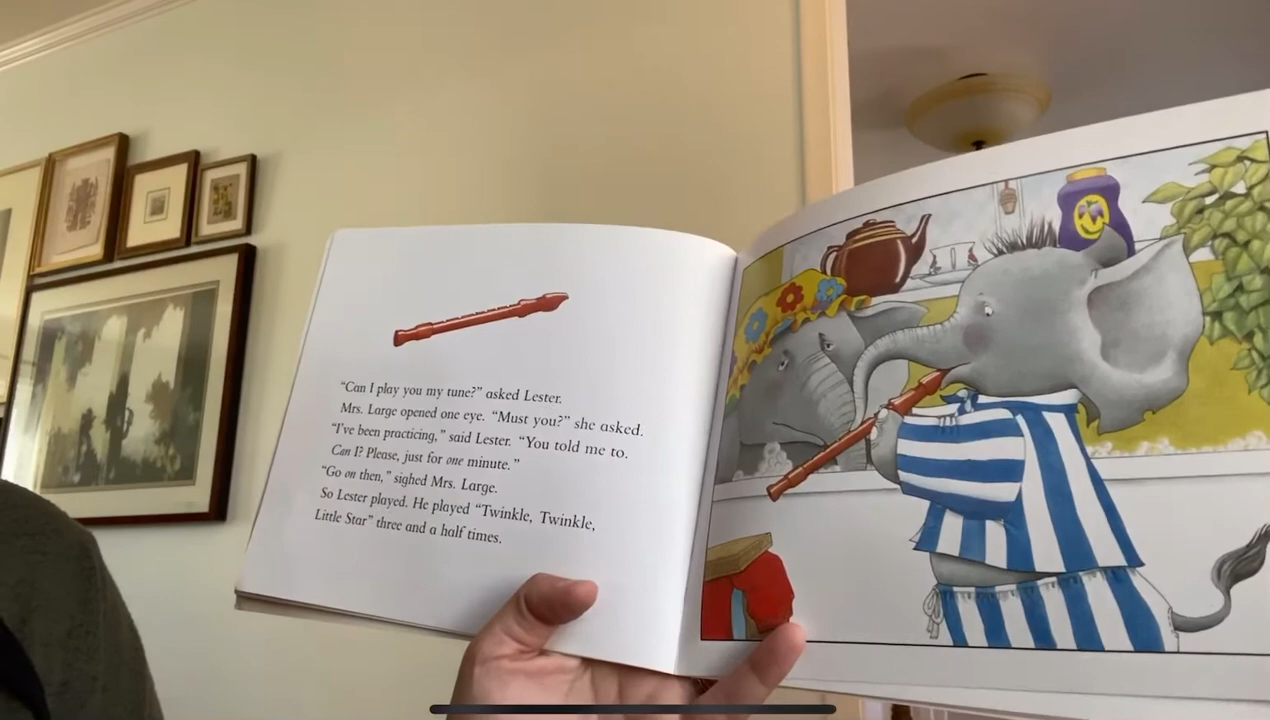 “Can I play you my tune?” asked Lester.
Mrs. Large opened one eye. “Must you?” she asked.
“I’ve been practicing,” said Lester. “You told me to.
Can I? Please, just for one minute.”
“Go on then,” sighed Mrs. Large.
So Lester played. He played “Twinkle, Twinkle,
Little Star” three and a half times.